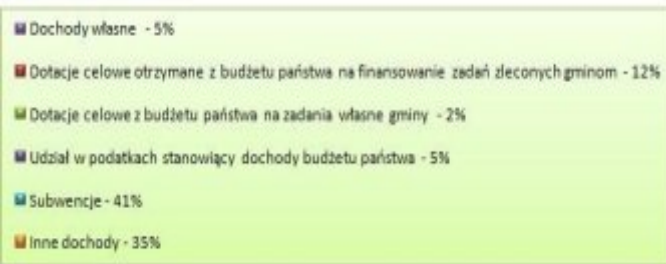 Dochody własne - 5%
Dotacje celowe otrzymane z budżetu państwa na finansowanie zadań zleconych gminom - 12%
Dotacje celowe z budżetu państwa na zadania własne gminy - 2%
Udział w podatkach stanowiący dochody budżetu państwa - 5%
Subwencje - 41%
Inne dochody - 35%